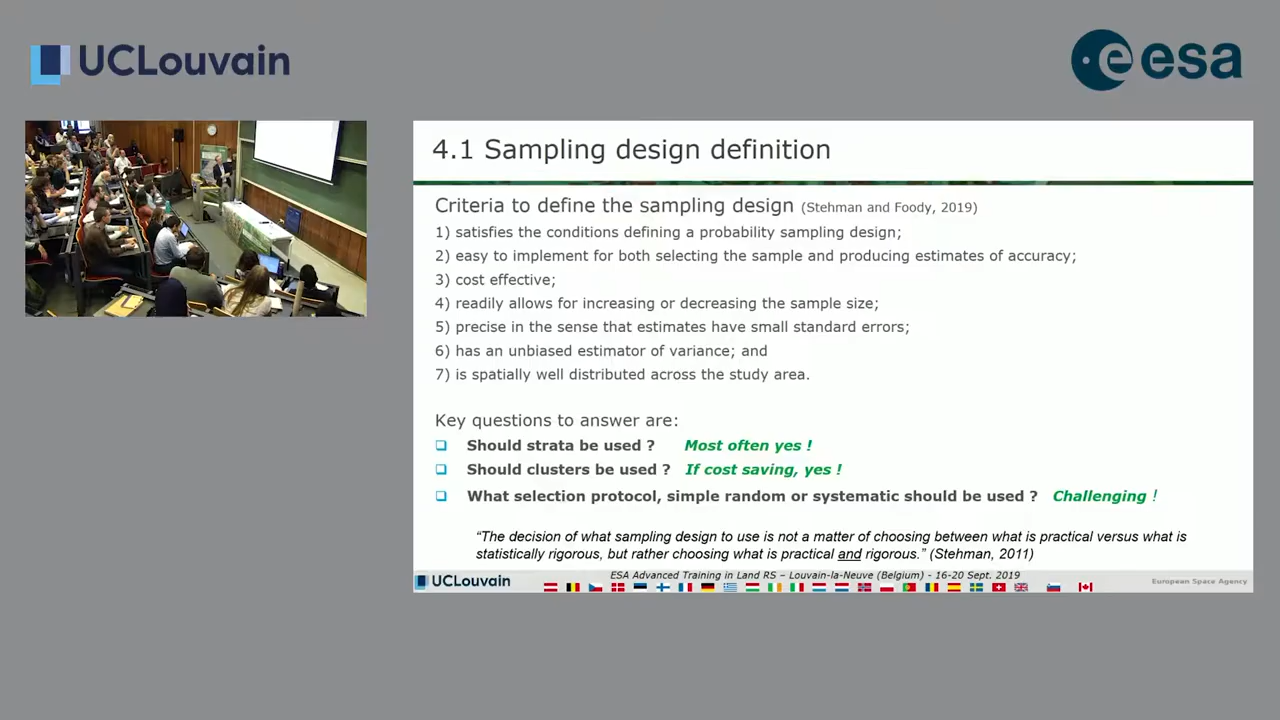 UCLouvain
esa
4.1 Sampling design definition
Criteria to define the sampling design (Stehman and Foody, 2019)
1) satisfies the conditions defining a probability sampling design;
2) easy to implement for both selecting the sample and producing estimates of accuracy;
3) cost effective;
4) readily allows for increasing or decreasing the sample size;
5) precise in the sense that estimates have small standard errors;
6) has an unbiased estimator of variance; and
7) is spatially well distributed across the study area.
Key questions to answer are:
Should strata be used ? Most often yes !
Should clusters be used ? If cost saving, yes !
What selection protocol, simple random or systematic should be used ? Challenging !
“The decision of what sampling design to use is not a matter of choosing between what is practical versus what is
statistically rigorous, but rather choosing what is practical and rigorous.” (Stehman, 2011)
UCLouvain
ESA Advanced Training in Land RS – Louvain-la-Neuve (Belgium) - 16-20 Sept. 2019
European Space Agency